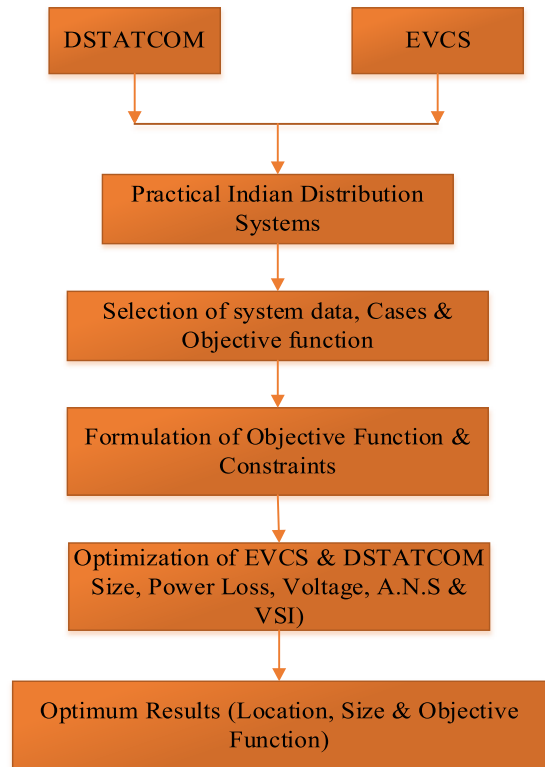 DSTATCOM
EVCS
Practical Indian Distribution
Systems
Selection of system data, Cases &
Objective function
Formulation of Objective Function &
Constraints
Optimization of EVCS & DSTATCOM
Size, Power Loss, Voltage, A.N.S &
VSI)
Optimum Results (Location, Size & Objective
Function)